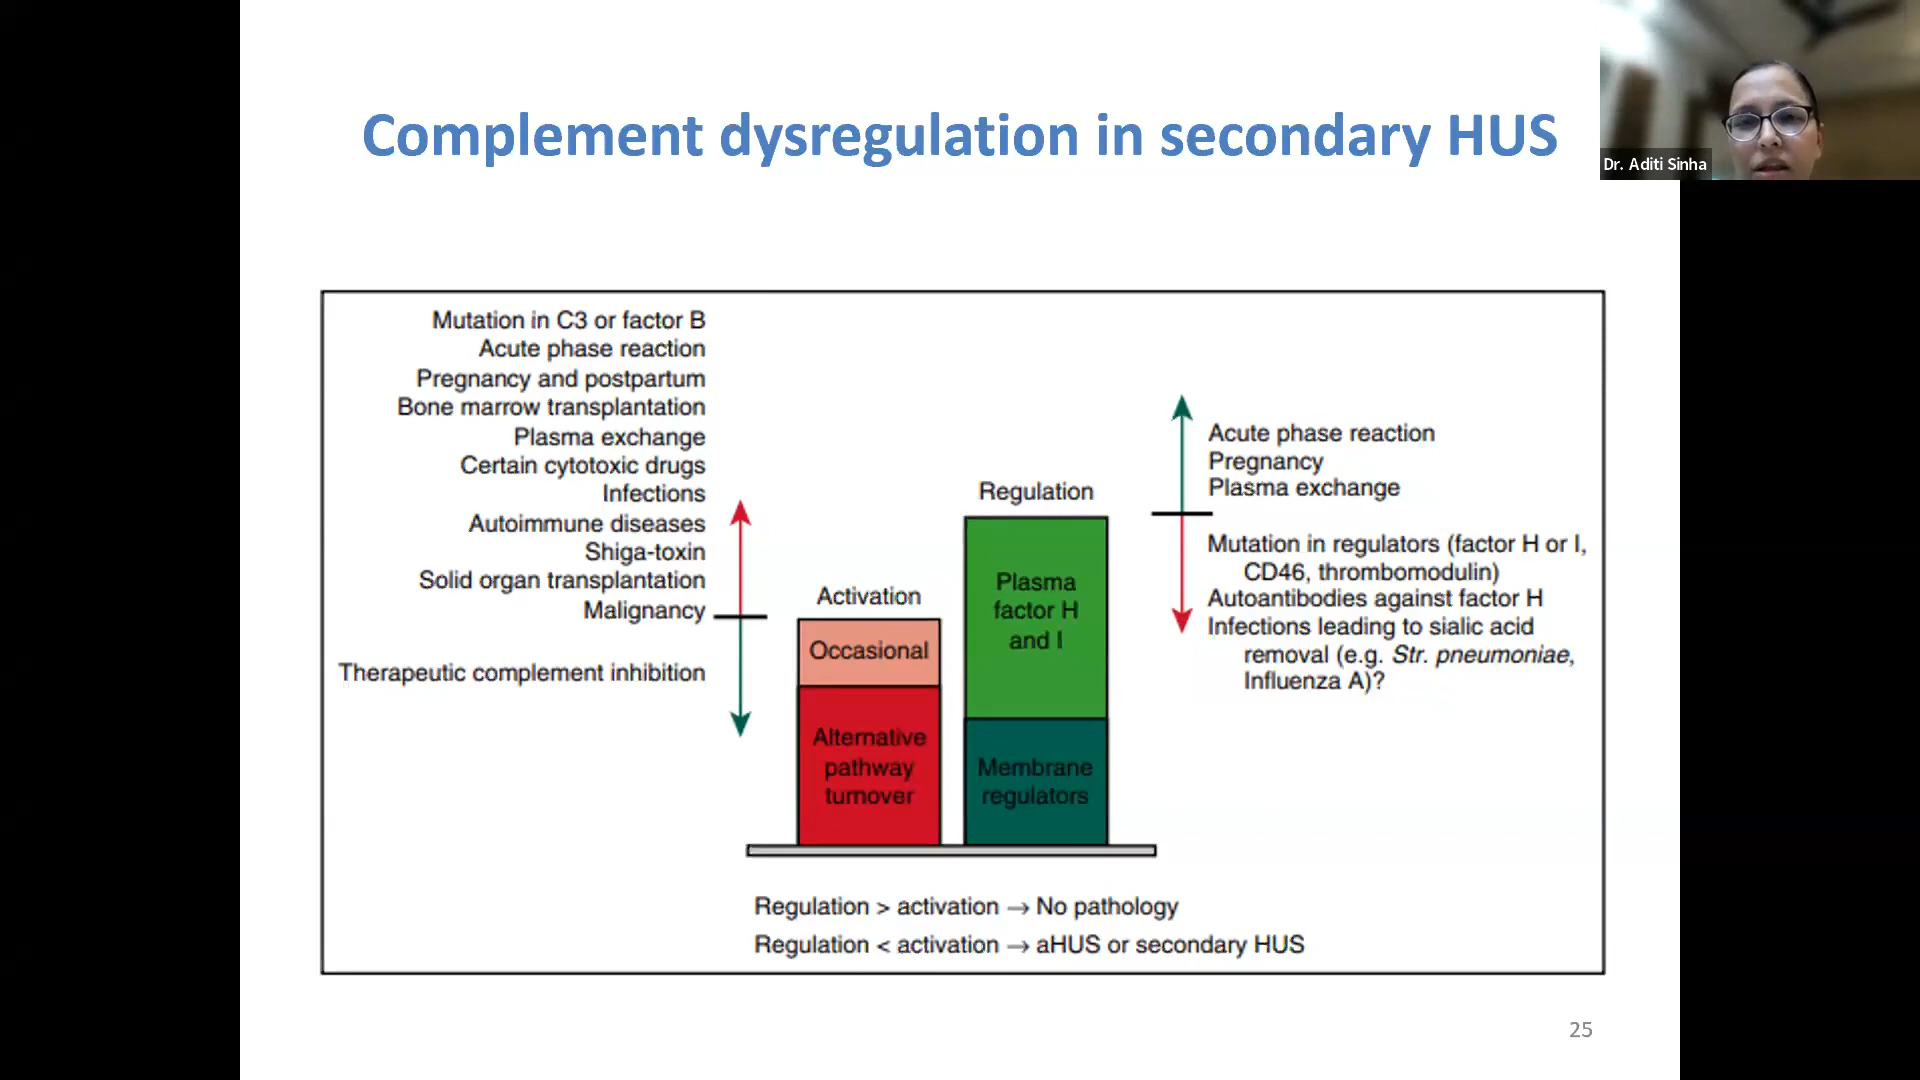 Complement dysregulation in secondary HUS
Dr. Aditi Sinha
Mutation in C3 or factor B
Acute phase reaction
Pregnancy and postpartum
Bone marrow transplantation
Plasma exchange
Certain cytotoxic drugs
Infections
Autoimmune diseases
Shiga-toxin
Solid organ transplantation
Malignancy
Therapeutic complement inhibition
Activation
Occasional
Alternative
pathway
turnover
Regulation
Plasma
factor H
and I
Membrane
regulators
Acute phase reaction
Pregnancy
Plasma exchange
Mutation in regulators (factor H or I,
CD46, thrombomodulin)
Autoantibodies against factor H
Infections leading to sialic acid
removal (e.g. Str. pneumoniae,
Influenza A)?
Regulation > activation → No pathology
Regulation < activation → aHUS or secondary HUS
25